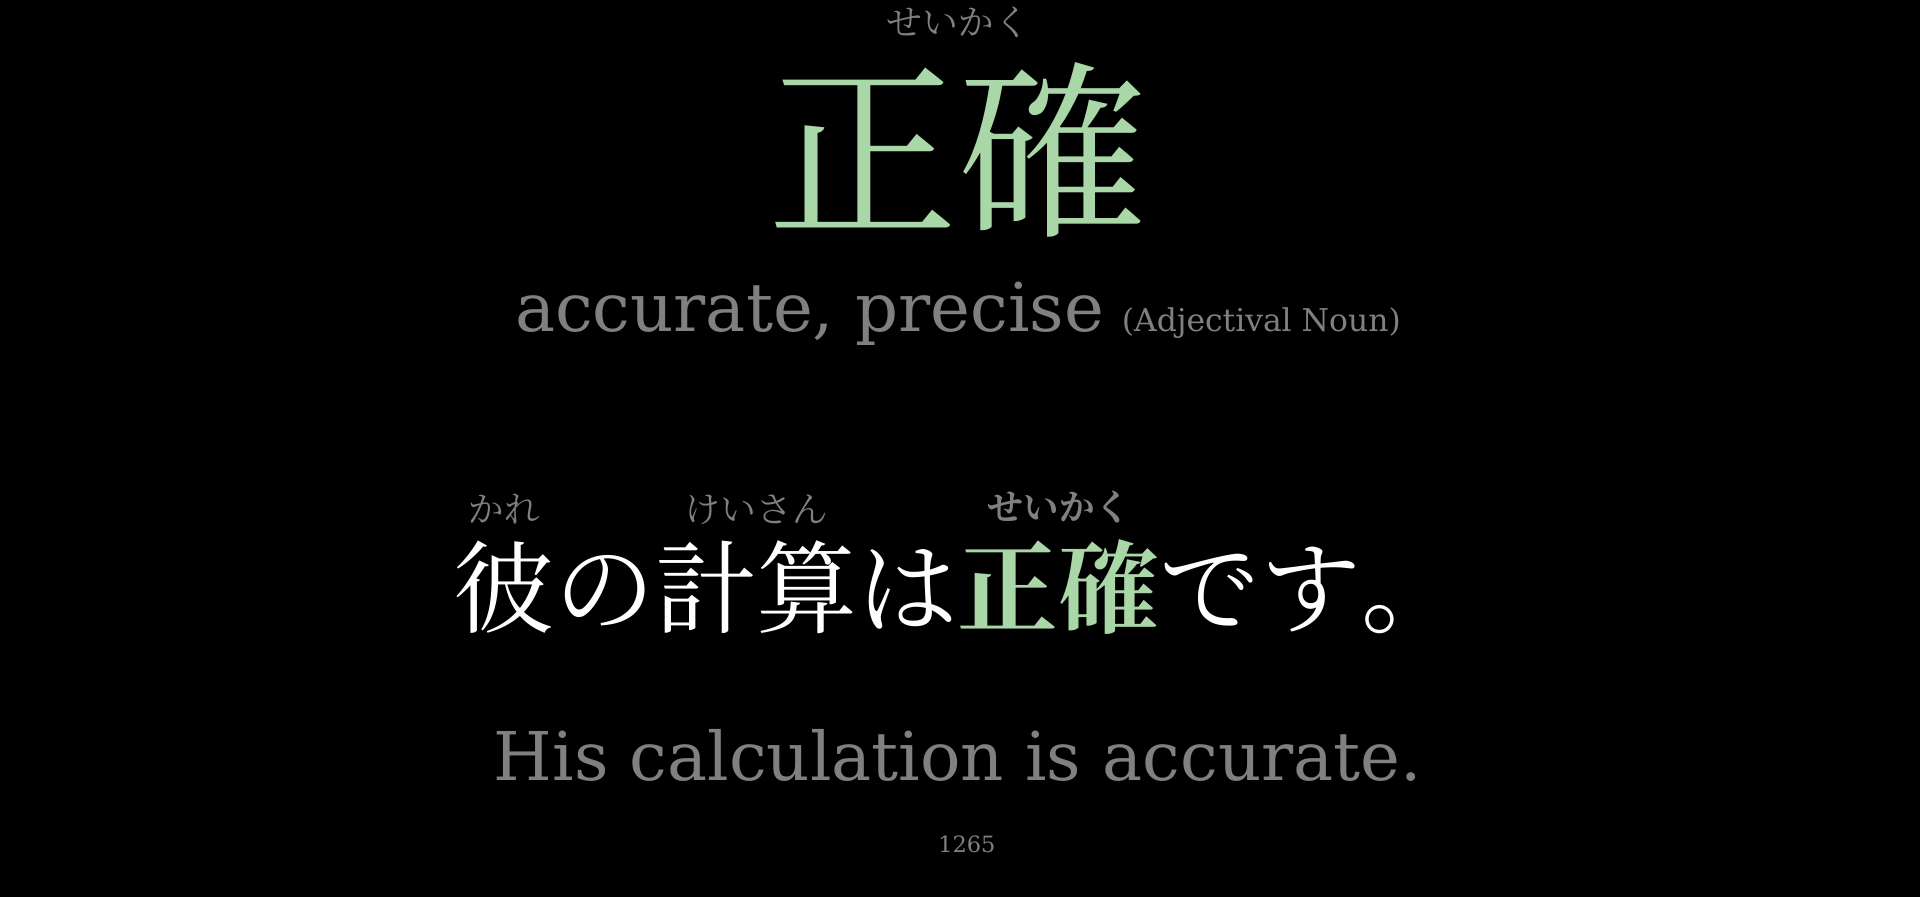 せいかく
正確
accurate, precise (Adjectival Noun)
かれ けいさん せいかく
彼の計算は正確です。
His calculation is accurate.
1265